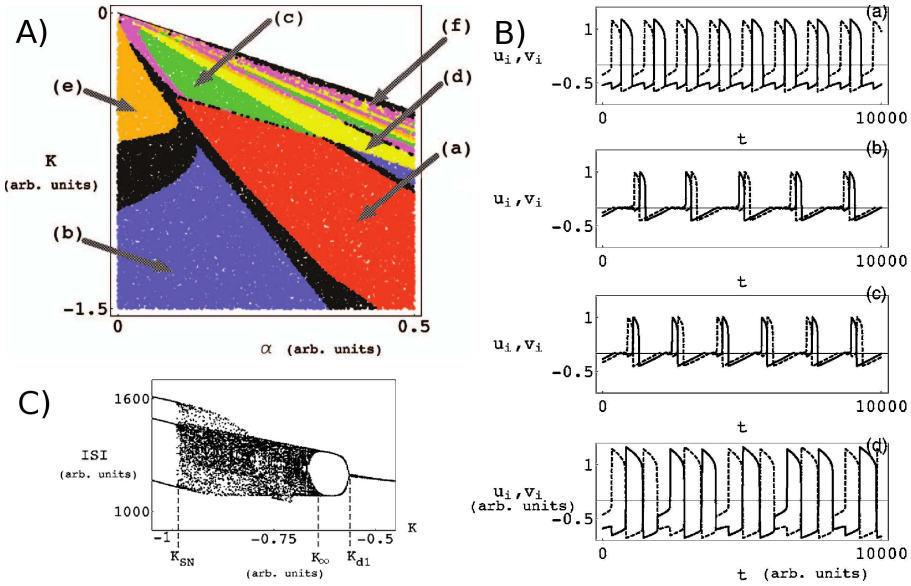 A)
0
(c)
(f)
(e)
(d)
K
(arb. units)
(a)
(b)
-1.5
0
0.5
α (arb. units)
B)
(a)
1
u_i,v_i
-0.5
0
10000
t
(b)
1
u_i,v_i
-0.5
0
10000
t
(c)
1
u_i,v_i
-0.5
0
10000
t
(d)
1
u_i,v_i
(arb. units)
-0.5
0
10000
t (arb. units)
C)
1600
ISI
(arb. units)
1000
-1
-0.75
-0.5
K
K_SN
K_∞
K_d1
(arb. units)